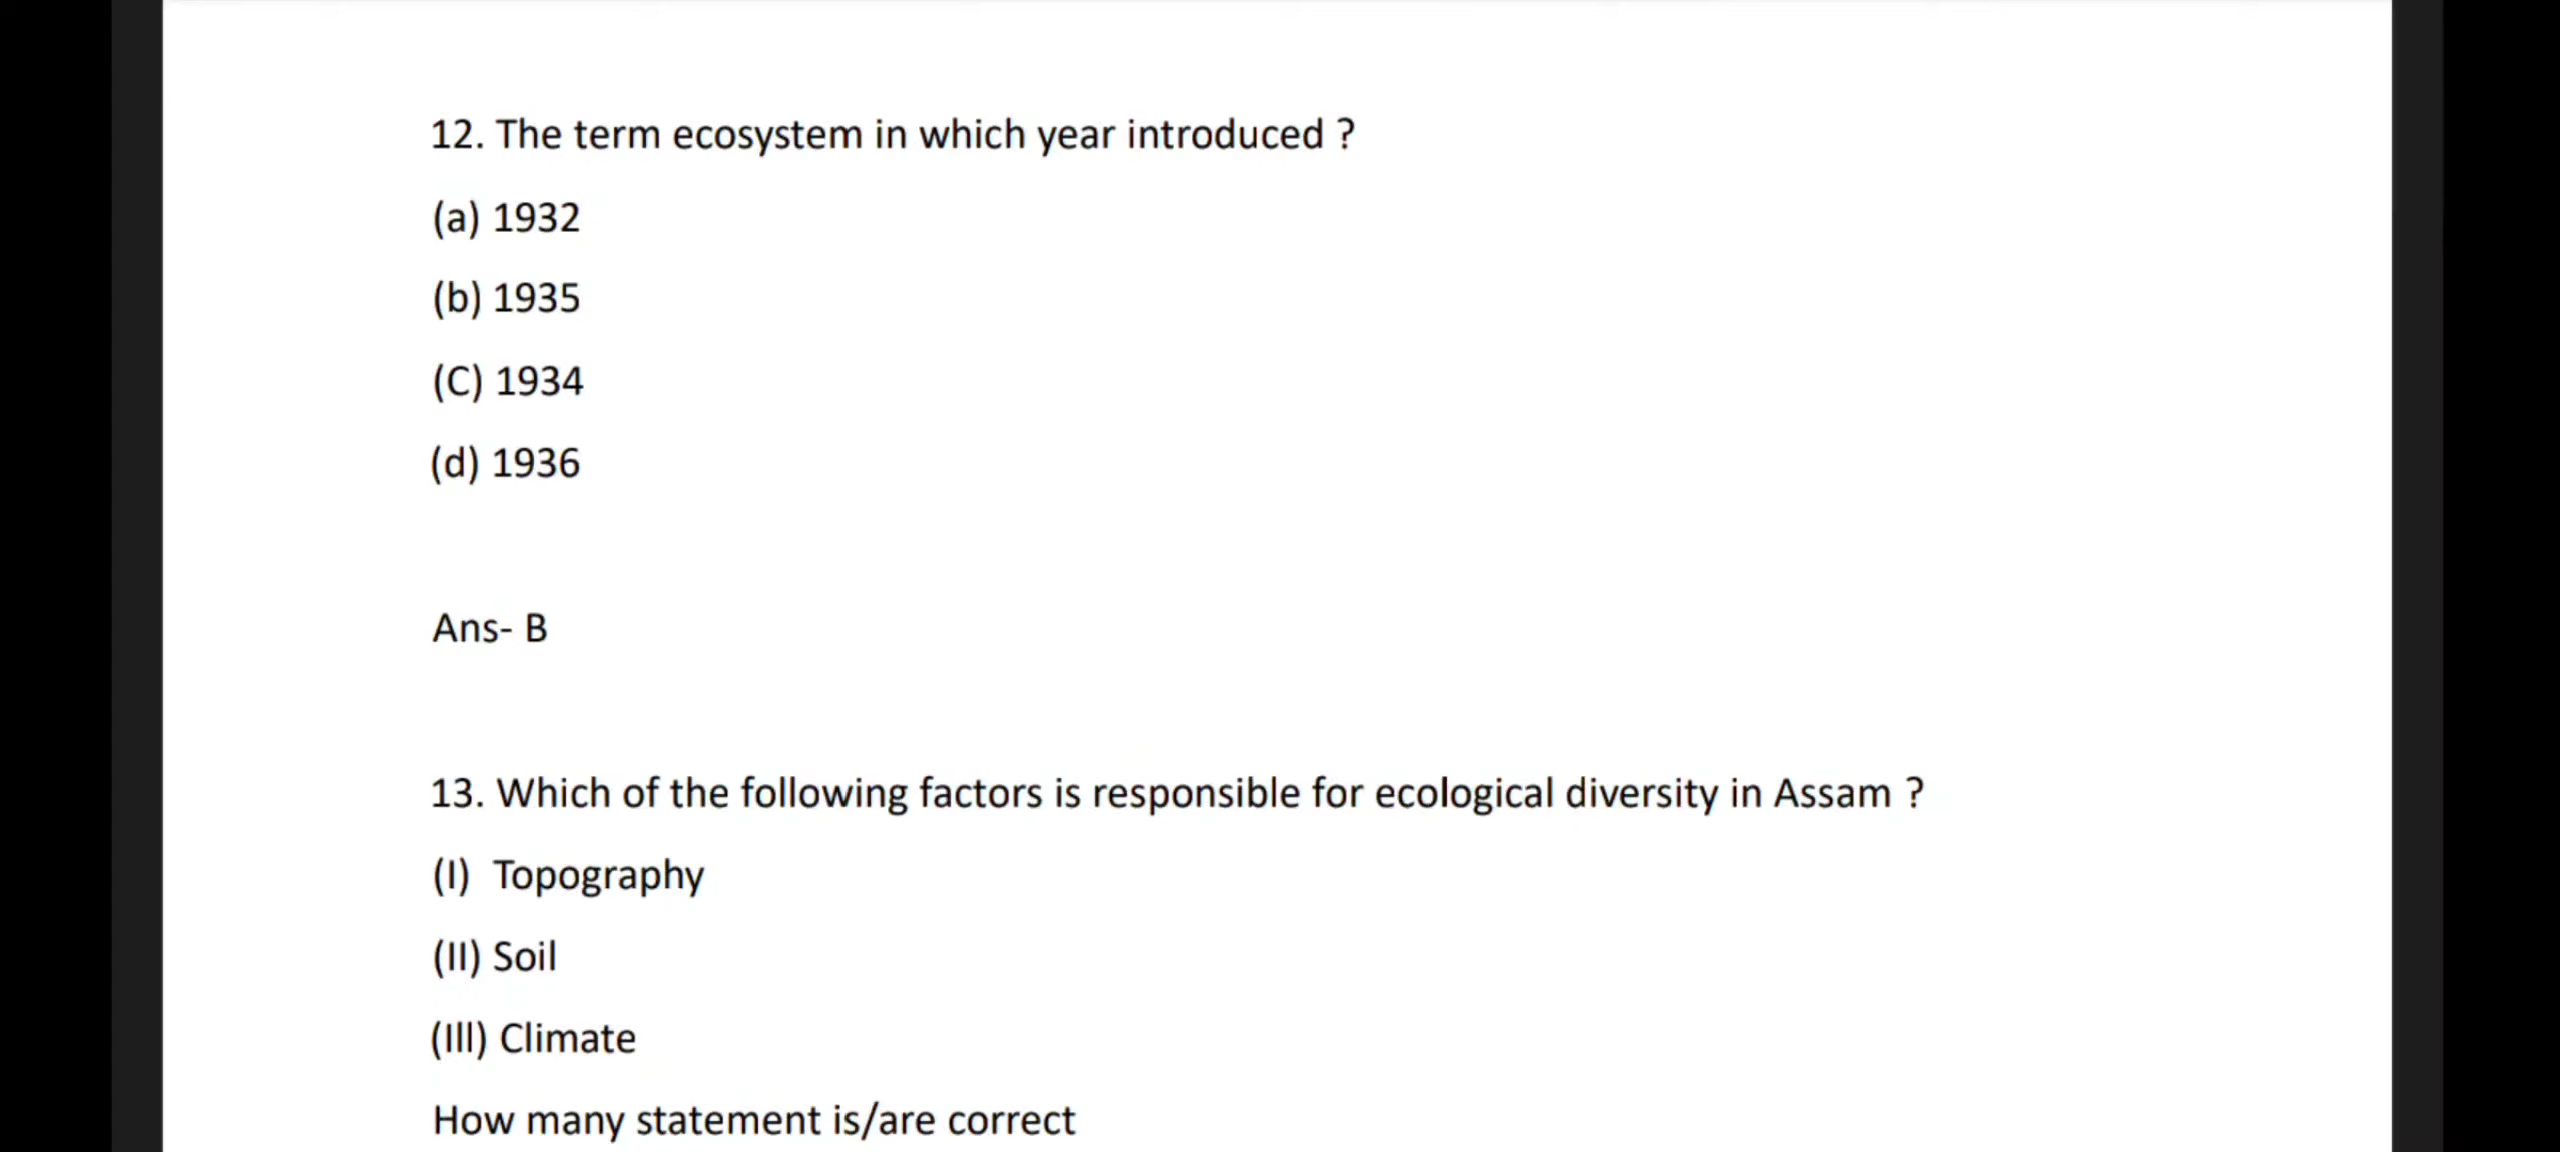 12. The term ecosystem in which year introduced ?
(a) 1932
(b) 1935
(C) 1934
(d) 1936
Ans- B
13. Which of the following factors is responsible for ecological diversity in Assam ?
(I) Topography
(II) Soil
(III) Climate
How many statement is/are correct